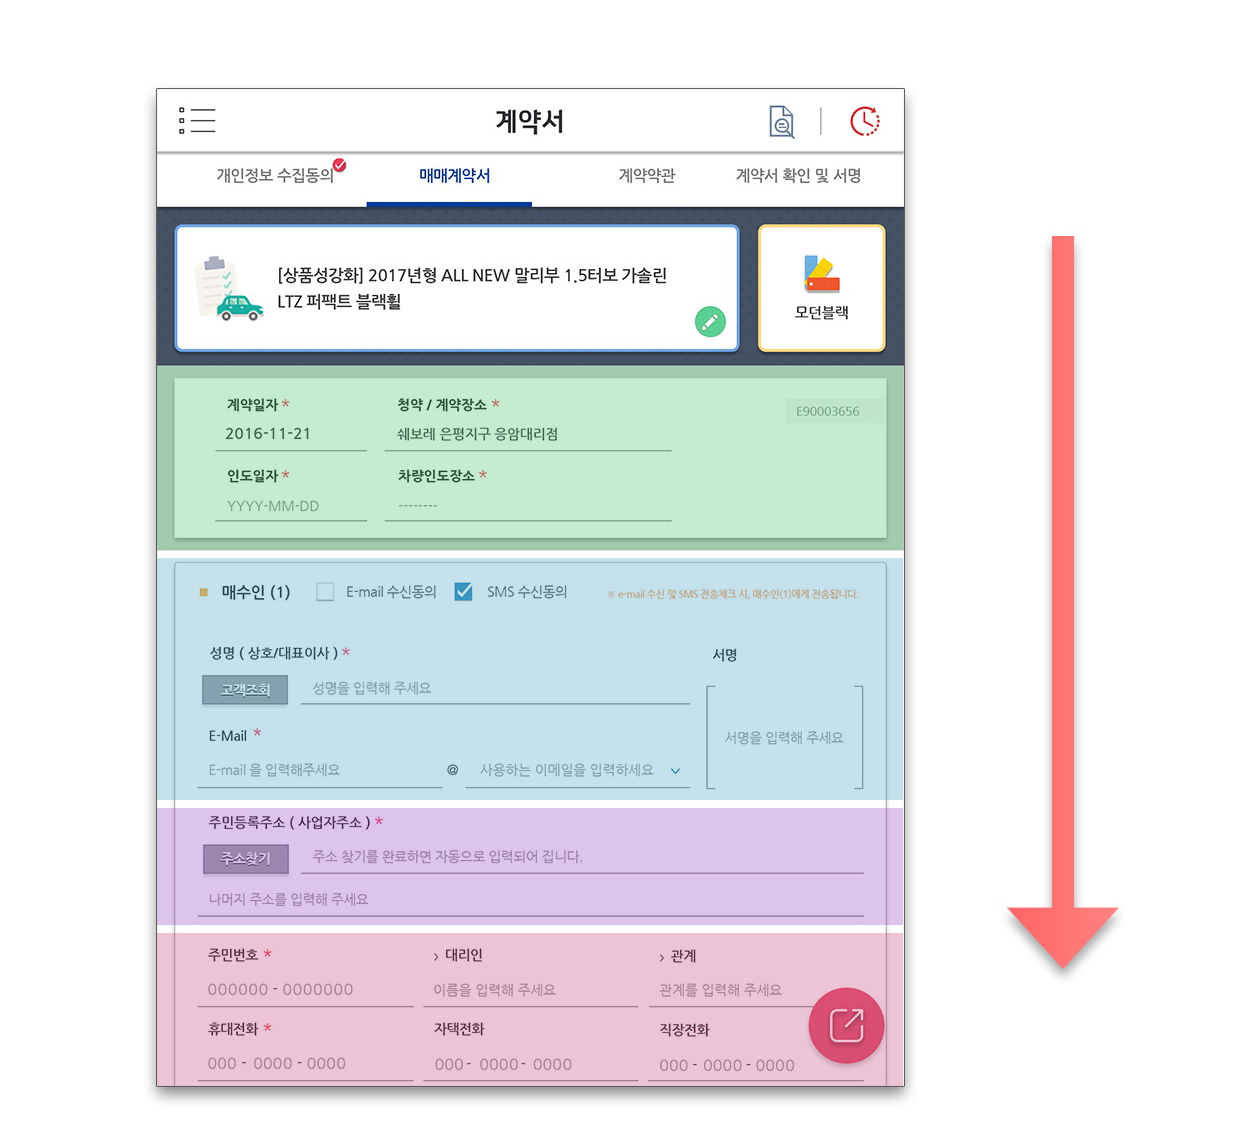 계약서
개인정보 수집동의 매매계약서 계약약관 계약서 확인 및 서명
[상품성강화] 2017년형 ALL NEW 말리부 1.5터보 가솔린
LTZ 퍼팩트 블랙휠
모던블랙
계약일자 * 청약 / 계약장소 * E90003656
2016-11-21 쉐보레 은평지구 응암대리점
인도일자 * 차량인도장소 *
YYYY-MM-DD --------
매수인 (1) E-mail 수신동의 SMS 수신동의 ※ e-mail 수신 및 SMS 전송체크 시, 매수인(1)에게 전송됩니다.
성명 ( 상호/대표이사 ) * 서명
고객조회 성명을 입력해 주세요
서명을 입력해 주세요
E-Mail *
E-mail 을 입력해주세요 @ 사용하는 이메일을 입력하세요
주민등록주소 ( 사업자주소 ) *
주소찾기 주소 찾기를 완료하면 자동으로 입력되어 집니다.
나머지 주소를 입력해 주세요
주민번호 * › 대리인 › 관계
000000 - 0000000 이름을 입력해 주세요 관계를 입력해 주세요
휴대전화 * 자택전화 직장전화
000 - 0000 - 0000 000 - 0000 - 0000 000 - 0000 - 0000